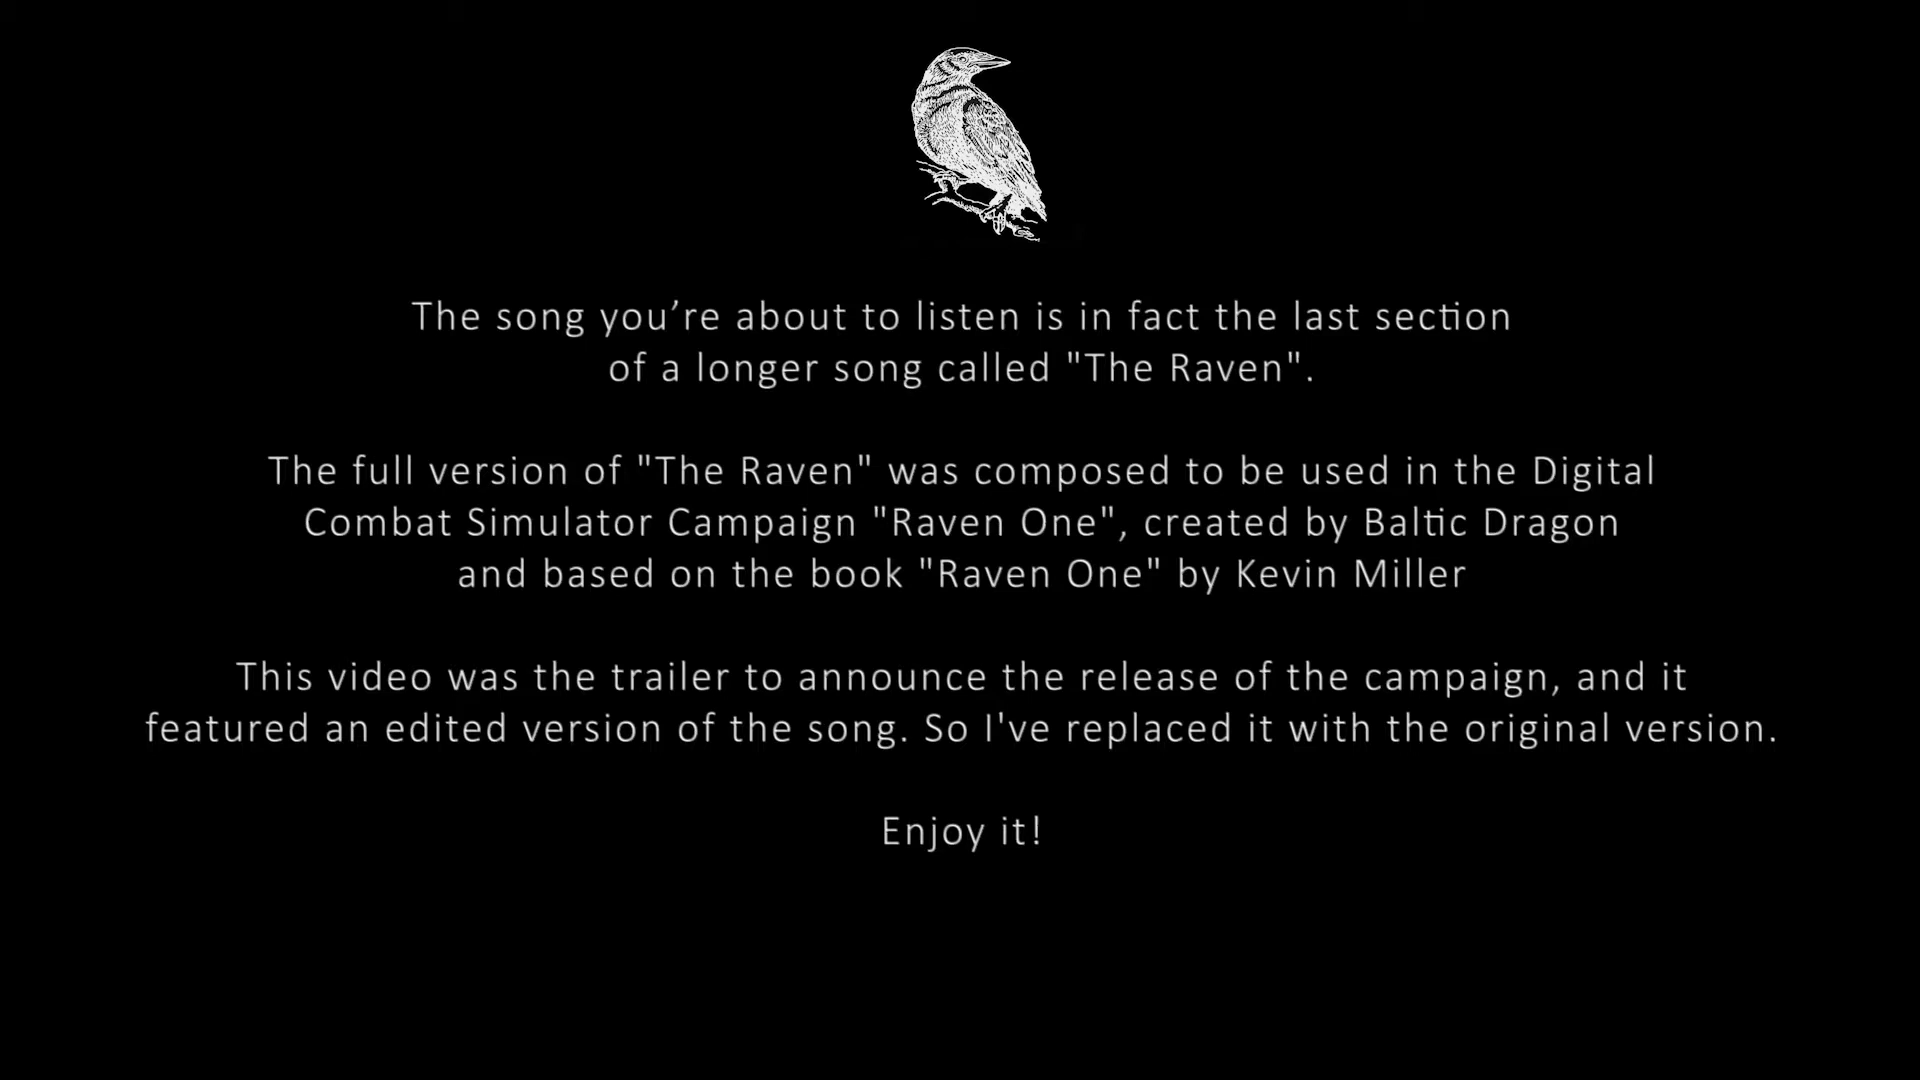 The song you’re about to listen is in fact the last section
of a longer song called "The Raven".
The full version of "The Raven" was composed to be used in the Digital
Combat Simulator Campaign "Raven One", created by Baltic Dragon
and based on the book "Raven One" by Kevin Miller
This video was the trailer to announce the release of the campaign, and it
featured an edited version of the song. So I've replaced it with the original version.
Enjoy it!